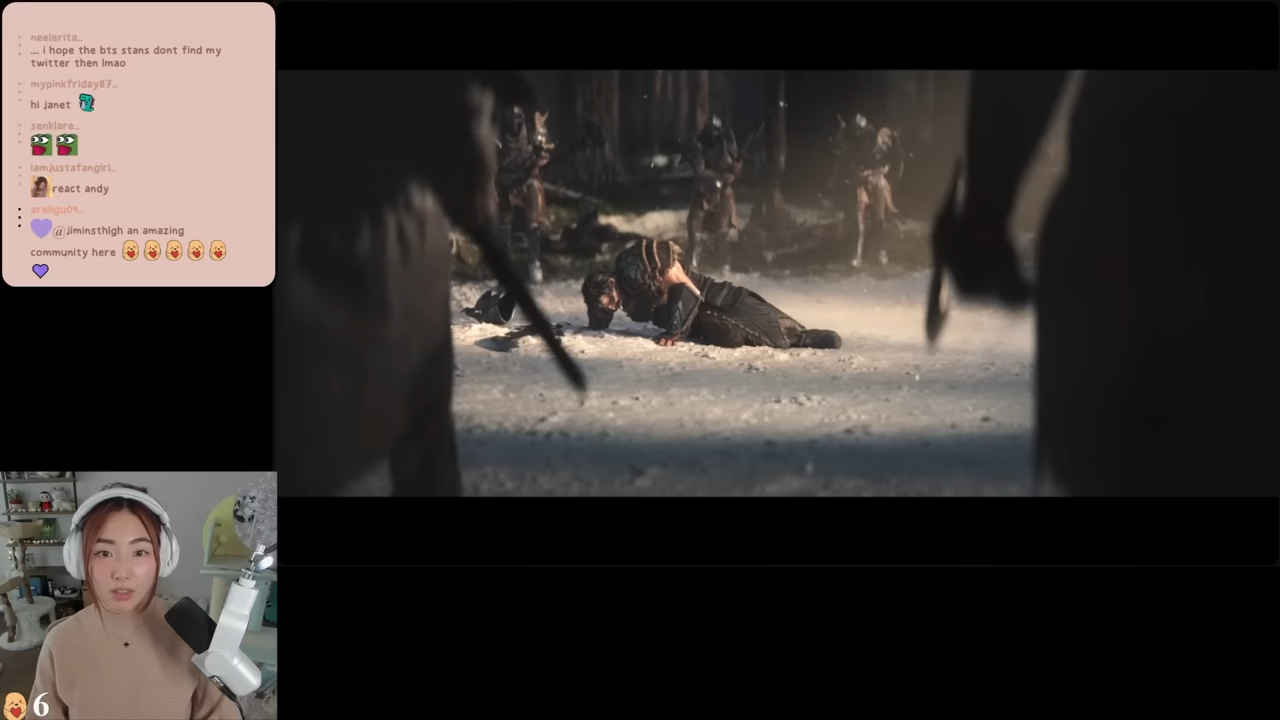 neelerita..
... i hope the bts stans dont find my
twitter then lmao
mypinkfriday87..
hi janet
senklare..
iamjustafangirl..
react andy
areligu09..
@jiminsthigh an amazing
community here
6